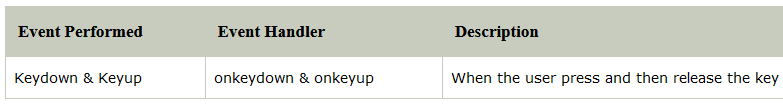 Event Performed Event Handler Description
Keydown & Keyup onkeydown & onkeyup When the user press and then release the key